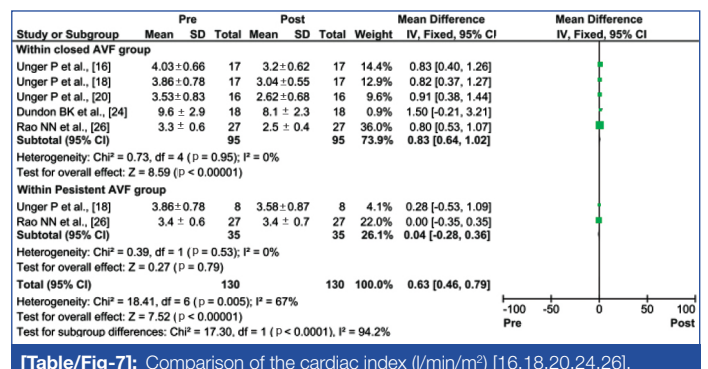 Pre Post Mean Difference Mean Difference
Study or Subgroup Mean SD Total Mean SD Total Weight IV, Fixed, 95% CI IV, Fixed, 95% CI
Within closed AVF group
Unger P et al., [16] 4.03±0.66 17 3.2±0.62 17 14.4% 0.83 [0.40, 1.26]
Unger P et al., [18] 3.86±0.78 17 3.04±0.55 17 12.9% 0.82 [0.37, 1.27]
Unger P et al., [20] 3.53±0.83 16 2.62±0.68 16 9.6% 0.91 [0.38, 1.44]
Dundon BK et al., [24] 9.6 ± 2.9 18 8.1 ± 2.3 18 0.9% 1.50 [-0.21, 3.21]
Rao NN et al., [26] 3.3 ± 0.6 27 2.5 ± 0.4 27 36.0% 0.80 [0.53, 1.07]
Subtotal (95% CI) 95 95 73.9% 0.83 [0.64, 1.02]
Heterogeneity: Chi² = 0.73, df = 4 (p = 0.95); I² = 0%
Test for overall effect: Z = 8.59 (p < 0.00001)
Within Pesistent AVF group
Unger P et al., [18] 3.86±0.78 8 3.58±0.87 8 4.1% 0.28 [-0.53, 1.09]
Rao NN et al., [26] 3.4 ± 0.6 27 3.4 ± 0.7 27 22.0% 0.00 [-0.35, 0.35]
Subtotal (95% CI) 35 35 26.1% 0.04 [-0.28, 0.36]
Heterogeneity: Chi² = 0.39, df = 1 (p = 0.53); I² = 0%
Test for overall effect: Z = 0.27 (p = 0.79)
Total (95% CI) 130 130 100.0% 0.63 [0.46, 0.79]
Heterogeneity: Chi² = 18.41, df = 6 (p = 0.005); I² = 67%
Test for overall effect: Z = 7.52 (p < 0.00001)
Test for subgroup differences: Chi² = 17.30, df = 1 (p < 0.0001), I² = 94.2%
-100 -50 0 50 100
Pre Post
[Table/Fig-7]: Comparison of the cardiac index (l/min/m²) [16,18,20,24,26].